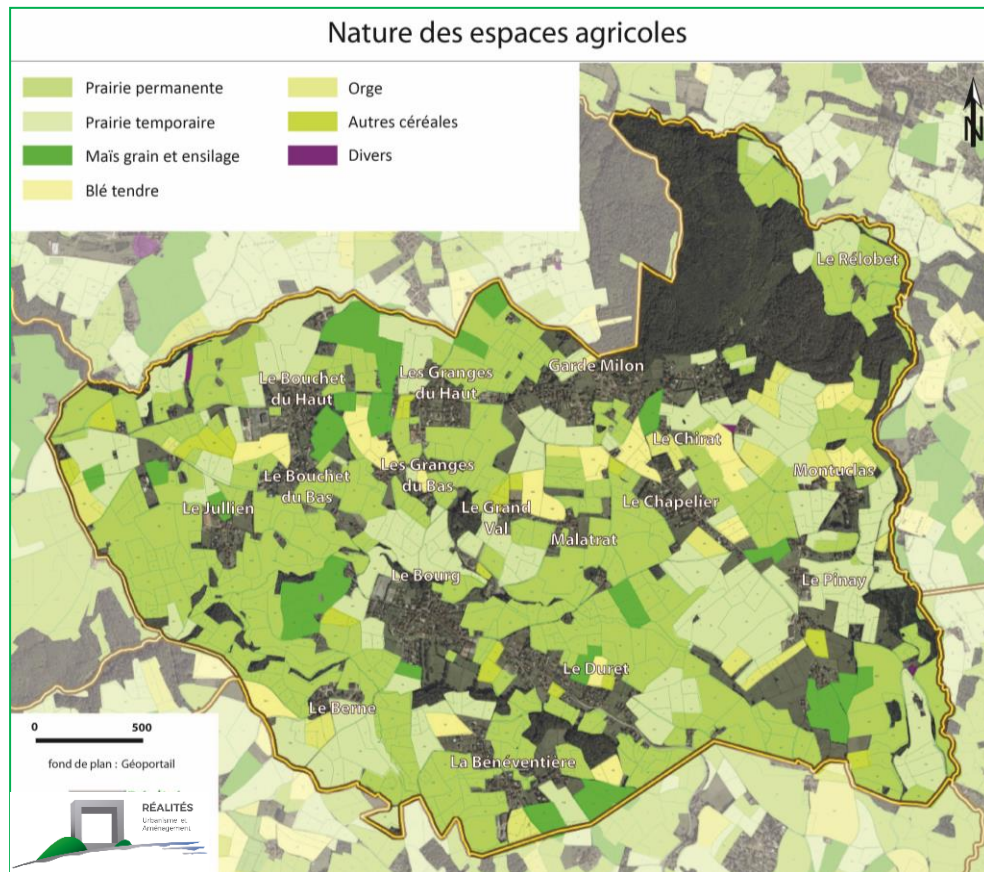 Nature des espaces agricoles
Prairie permanente
Prairie temporaire
Maïs grain et ensilage
Blé tendre
Orge
Autres céréales
Divers
N
Le Rélobet
Garde Milon
Le Bouchet
du Haut
Les Granges
du Haut
Le Chirat
Montuclas
Le Bouchet
du Bas
Les Granges
du Bas
Le Jullien
Le Grand
Val
Le Chapelier
Malatrat
Le Bourg
Le Pinay
Le Duret
Le Berne
La Bénéventière
0 500
fond de plan : Géoportail
RÉALITÉS
Urbanisme et
Aménagement